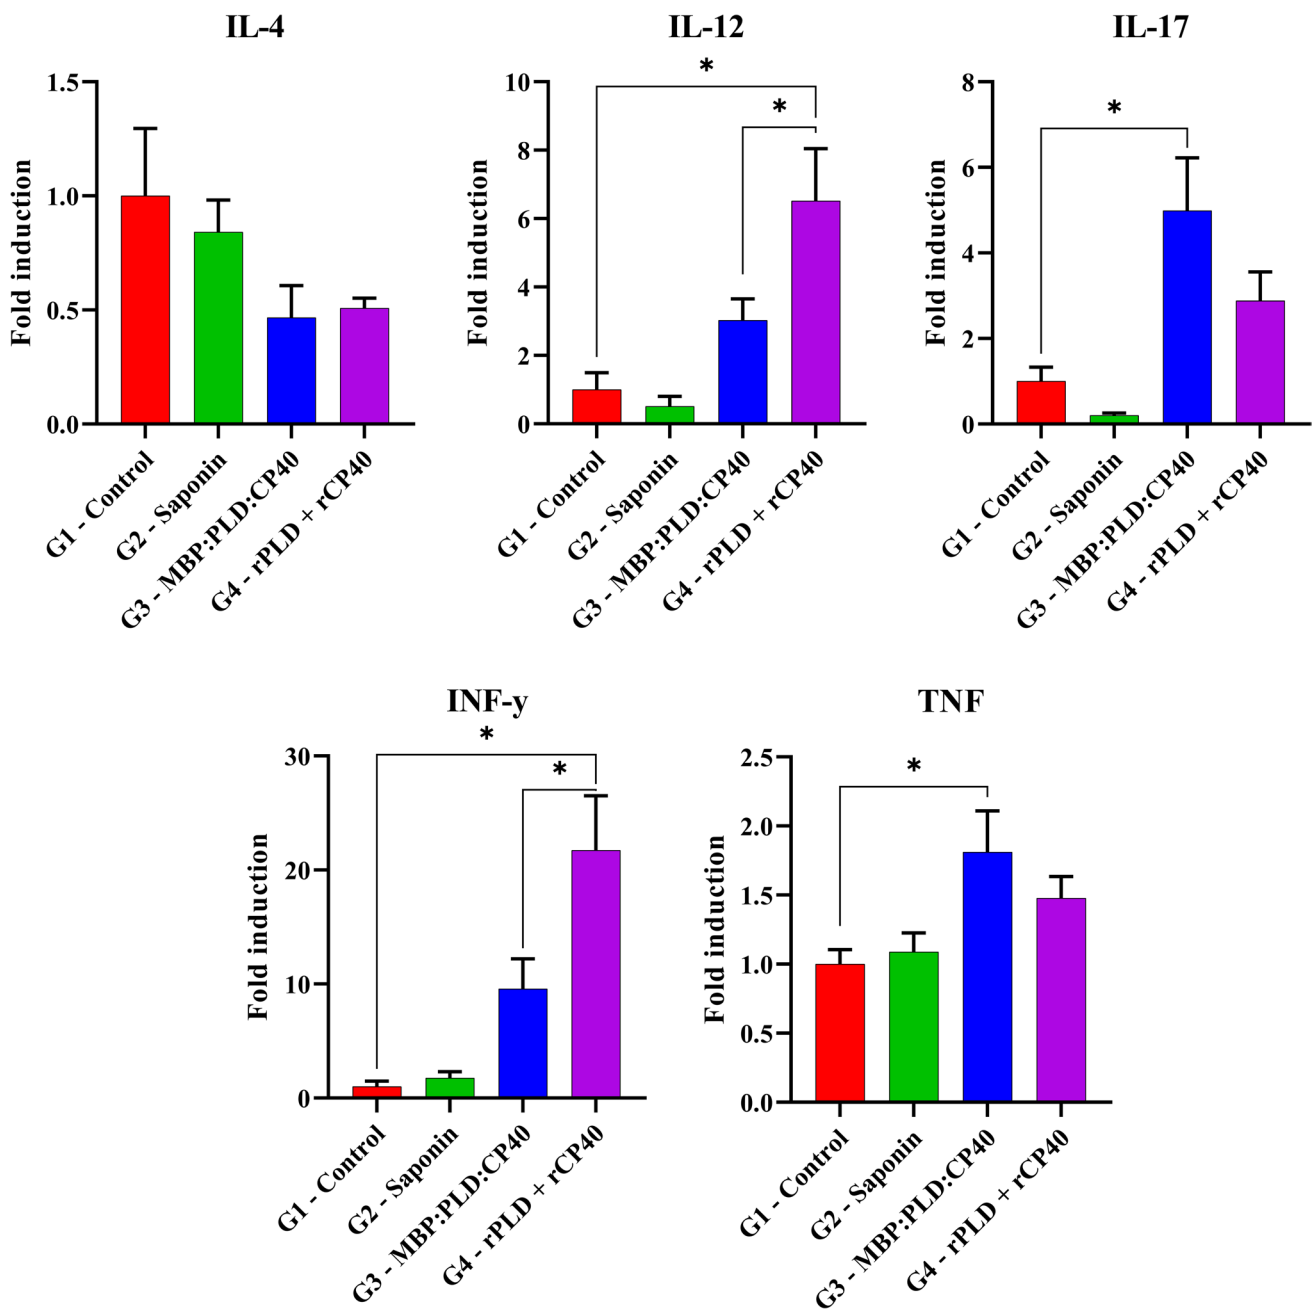 IL-4
Fold induction
1.5
1.0
0.5
0.0
G1 - Control
G2 - Saponin
G3 - MBP:PLD:CP40
G4 - rPLD + rCP40
IL-12
Fold induction
10
8
6
4
2
0
*
*
G1 - Control
G2 - Saponin
G3 - MBP:PLD:CP40
G4 - rPLD + rCP40
IL-17
Fold induction
8
6
4
2
0
*
G1 - Control
G2 - Saponin
G3 - MBP:PLD:CP40
G4 - rPLD + rCP40
INF-y
Fold induction
30
20
10
0
*
*
G1 - Control
G2 - Saponin
G3 - MBP:PLD:CP40
G4 - rPLD + rCP40
TNF
Fold induction
2.5
2.0
1.5
1.0
0.5
0.0
*
G1 - Control
G2 - Saponin
G3 - MBP:PLD:CP40
G4 - rPLD + rCP40